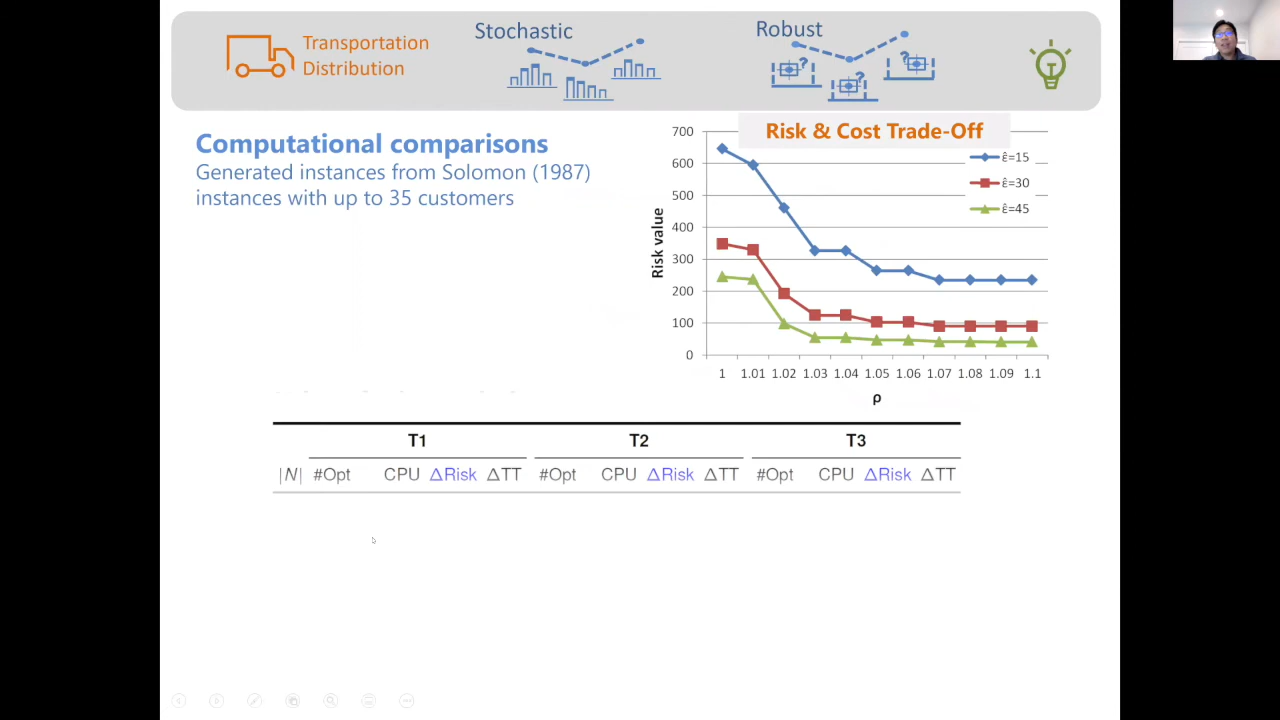 Transportation
Distribution
Stochastic
Robust
? ? ?
Computational comparisons
Generated instances from Solomon (1987)
instances with up to 35 customers
Risk & Cost Trade-Off
700
600
500
400
300
200
100
0
Risk value
ε̂=15
ε̂=30
ε̂=45
1 1.01 1.02 1.03 1.04 1.05 1.06 1.07 1.08 1.09 1.1
ρ
T1 T2 T3
|N| #Opt CPU ΔRisk ΔTT #Opt CPU ΔRisk ΔTT #Opt CPU ΔRisk ΔTT